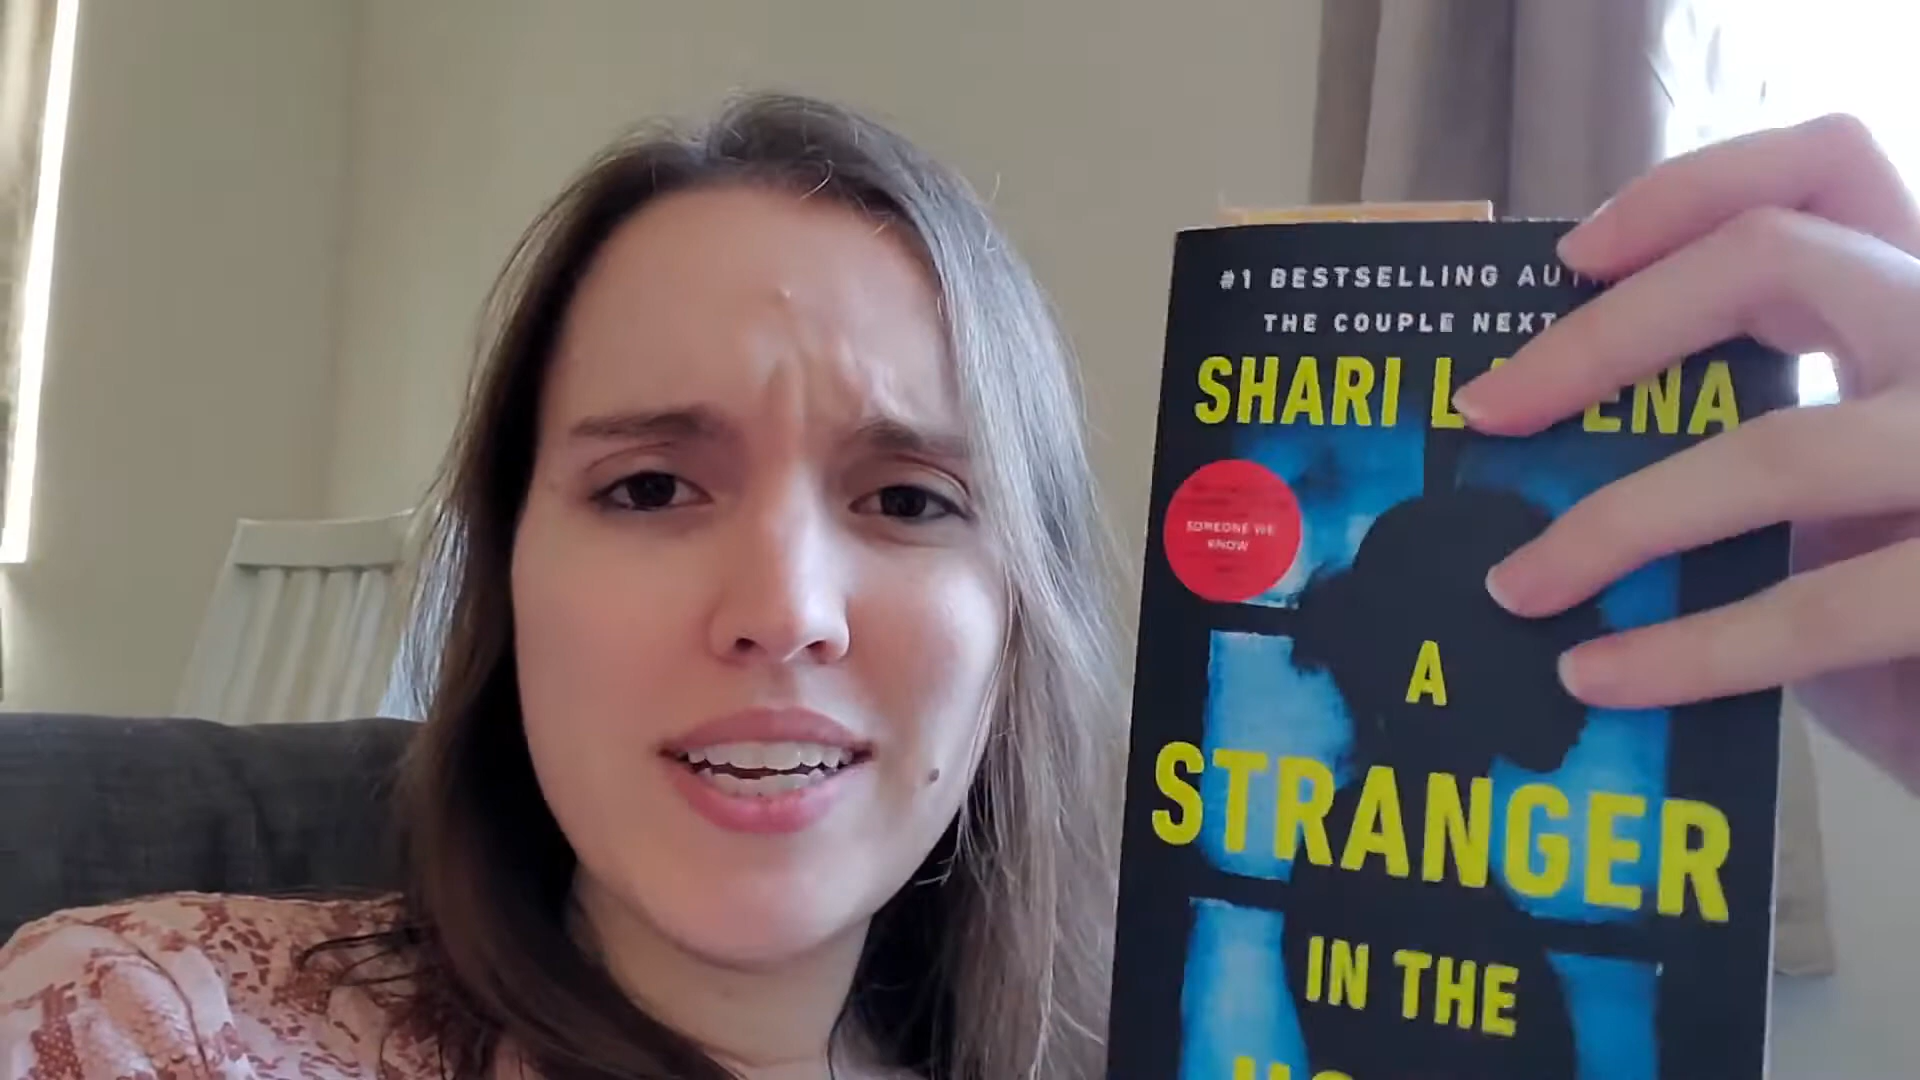 #1 BESTSELLING AU
THE COUPLE NEXT
SHARI L ENA
SOMEONE WE
KNOW
A
STRANGER
IN THE